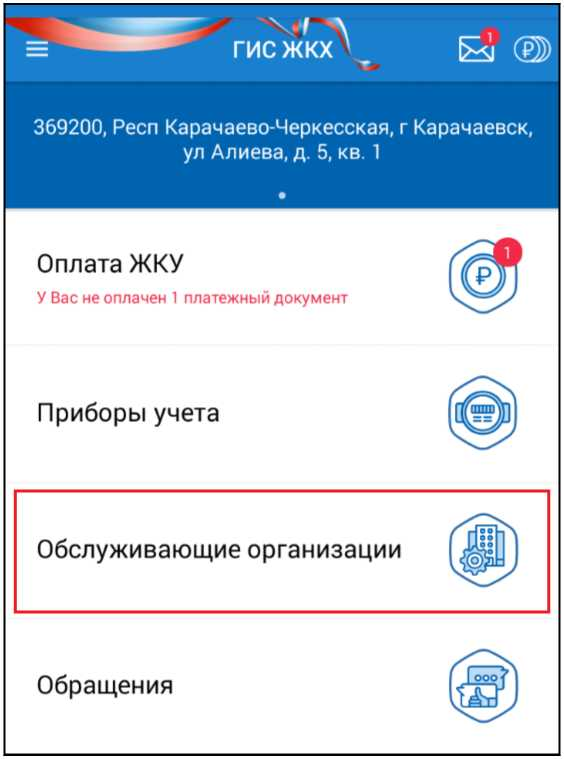 ГИС ЖКХ
1
369200, Респ Карачаево-Черкесская, г Карачаевск,
ул Алиева, д. 5, кв. 1
Оплата ЖКУ
1
У Вас не оплачен 1 платежный документ
Приборы учета
Обслуживающие организации
Обращения